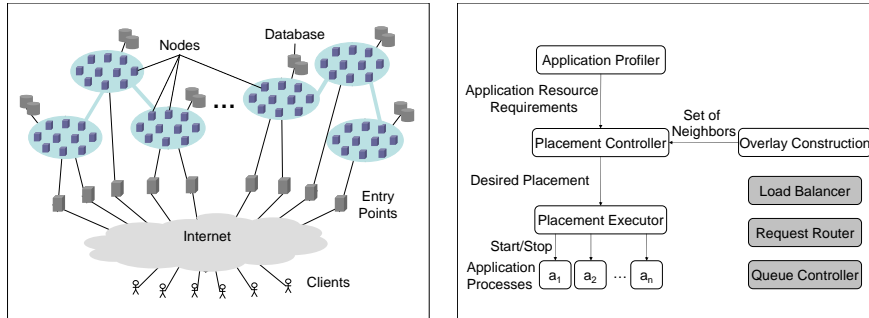 Nodes
Database
...
Entry
Points
Internet
Clients
Application Profiler
Application Resource
Requirements
Set of
Neighbors
Placement Controller
Overlay Construction
Desired Placement
Load Balancer
Placement Executor
Request Router
Start/Stop
Application
Processes
a1 a2 ... an
Queue Controller